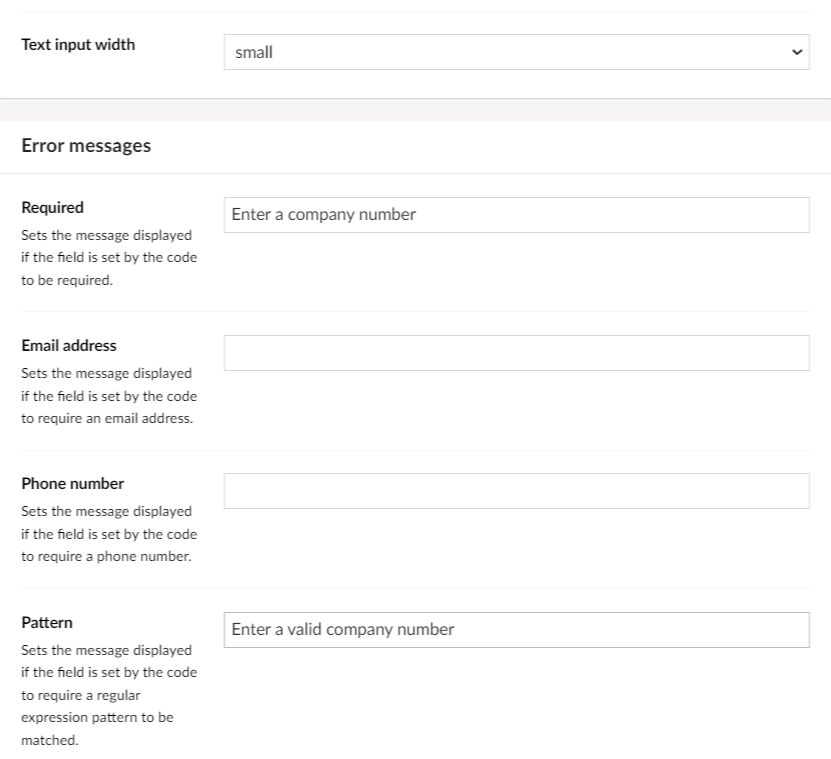 Text input width
small
Error messages
Required
Enter a company number
Sets the message displayed
if the field is set by the code
to be required.
Email address
Sets the message displayed
if the field is set by the code
to require an email address.
Phone number
Sets the message displayed
if the field is set by the code
to require a phone number.
Pattern
Enter a valid company number
Sets the message displayed
if the field is set by the code
to require a regular
expression pattern to be
matched.